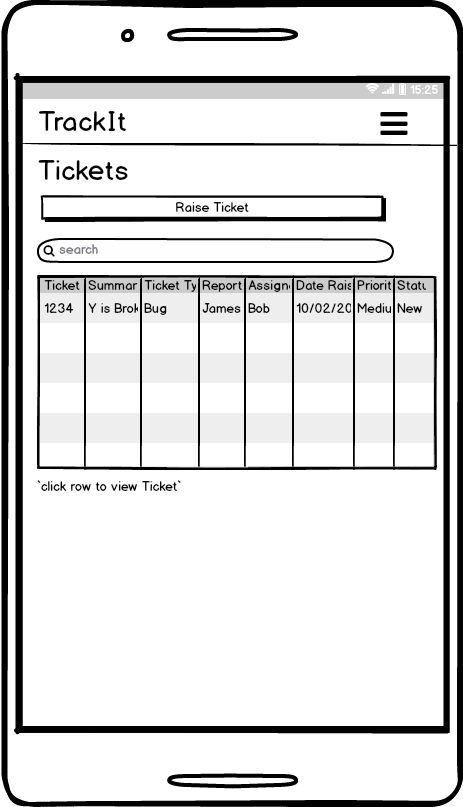 15:25
TrackIt
Tickets
Raise Ticket
search
Ticket Summar Ticket Ty Report Assign Date Rais Priorit Statu
1234 Y is Brok Bug James Bob 10/02/20 Mediu New
`click row to view Ticket`